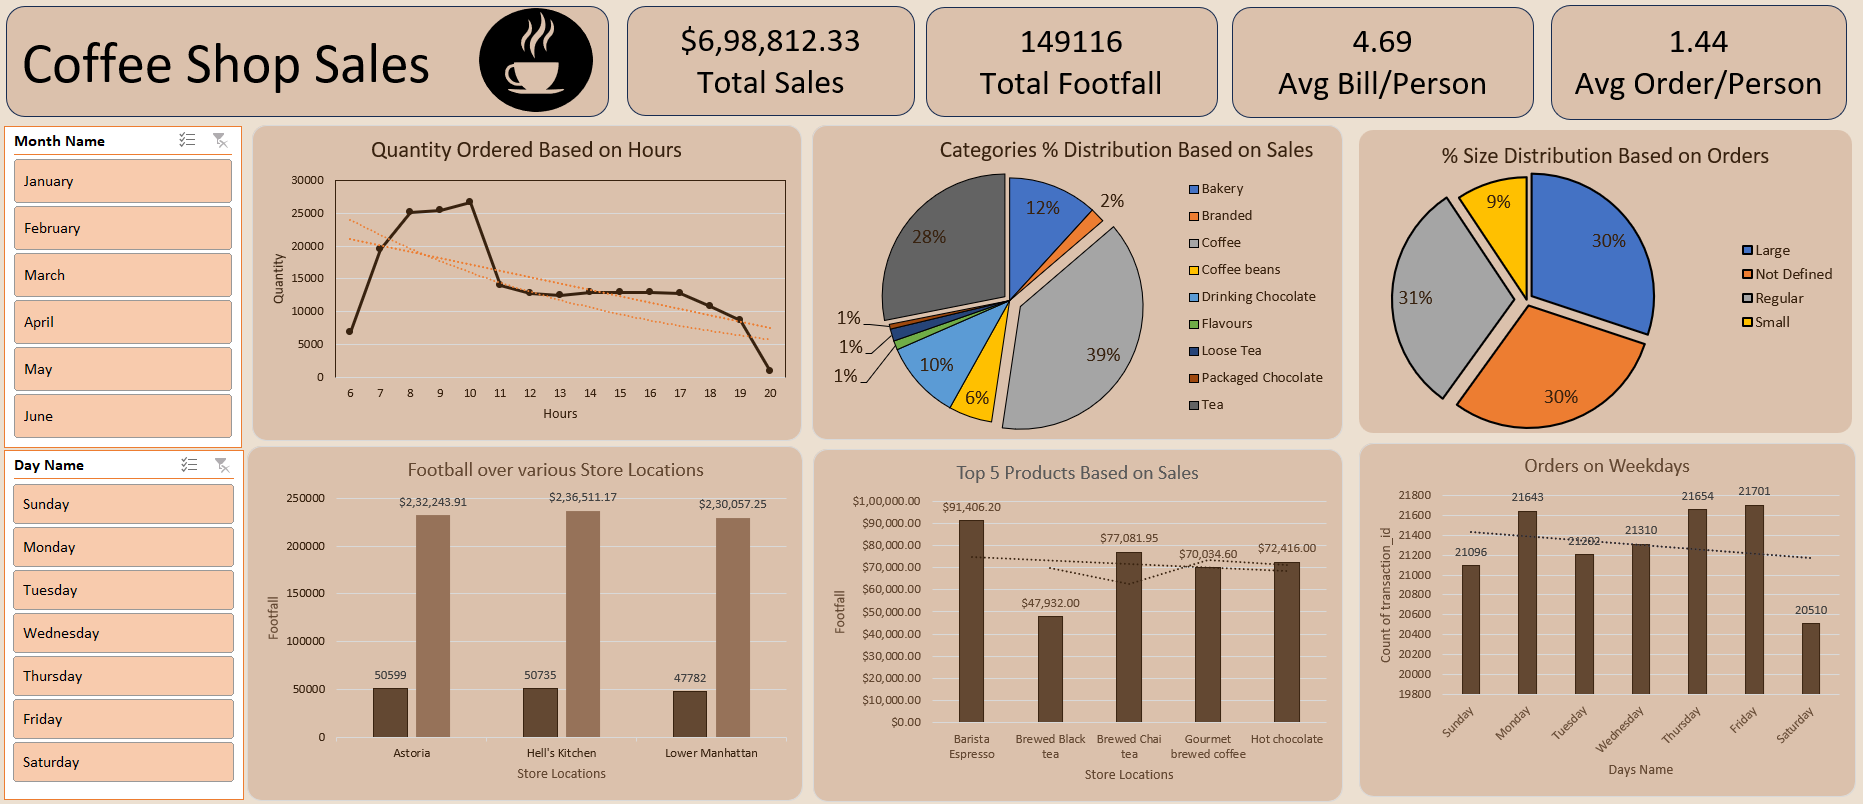 Coffee Shop Sales
$6,98,812.33
Total Sales
149116
Total Footfall
4.69
Avg Bill/Person
1.44
Avg Order/Person
Month Name
January
February
March
April
May
June
Day Name
Sunday
Monday
Tuesday
Wednesday
Thursday
Friday
Saturday
Quantity Ordered Based on Hours
30000
25000
20000
15000
10000
5000
0
Quantity
6 7 8 9 10 11 12 13 14 15 16 17 18 19 20
Hours
Categories % Distribution Based on Sales
12%
2%
28%
39%
1%
1%
1%
10%
6%
Bakery
Branded
Coffee
Coffee beans
Drinking Chocolate
Flavours
Loose Tea
Packaged Chocolate
Tea
% Size Distribution Based on Orders
9%
30%
31%
30%
Large
Not Defined
Regular
Small
Football over various Store Locations
250000
200000
150000
100000
50000
0
Footfall
$2,32,243.91
$2,36,511.17
$2,30,057.25
50599
50735
47782
Astoria
Hell's Kitchen
Lower Manhattan
Store Locations
Top 5 Products Based on Sales
$1,00,000.00
$90,000.00
$80,000.00
$70,000.00
$60,000.00
$50,000.00
$40,000.00
$30,000.00
$20,000.00
$10,000.00
$0.00
Footfall
$91,406.20
$47,932.00
$77,081.95
$70,034.60
$72,416.00
Barista
Espresso
Brewed Black
tea
Brewed Chai
tea
Gourmet
brewed coffee
Hot chocolate
Store Locations
Orders on Weekdays
21800
21600
21400
21200
21000
20800
20600
20400
20200
20000
19800
Count of transaction_id
21096
21643
21202
21310
21654
21701
20510
Sunday
Monday
Tuesday
Wednesday
Thursday
Friday
Saturday
Days Name